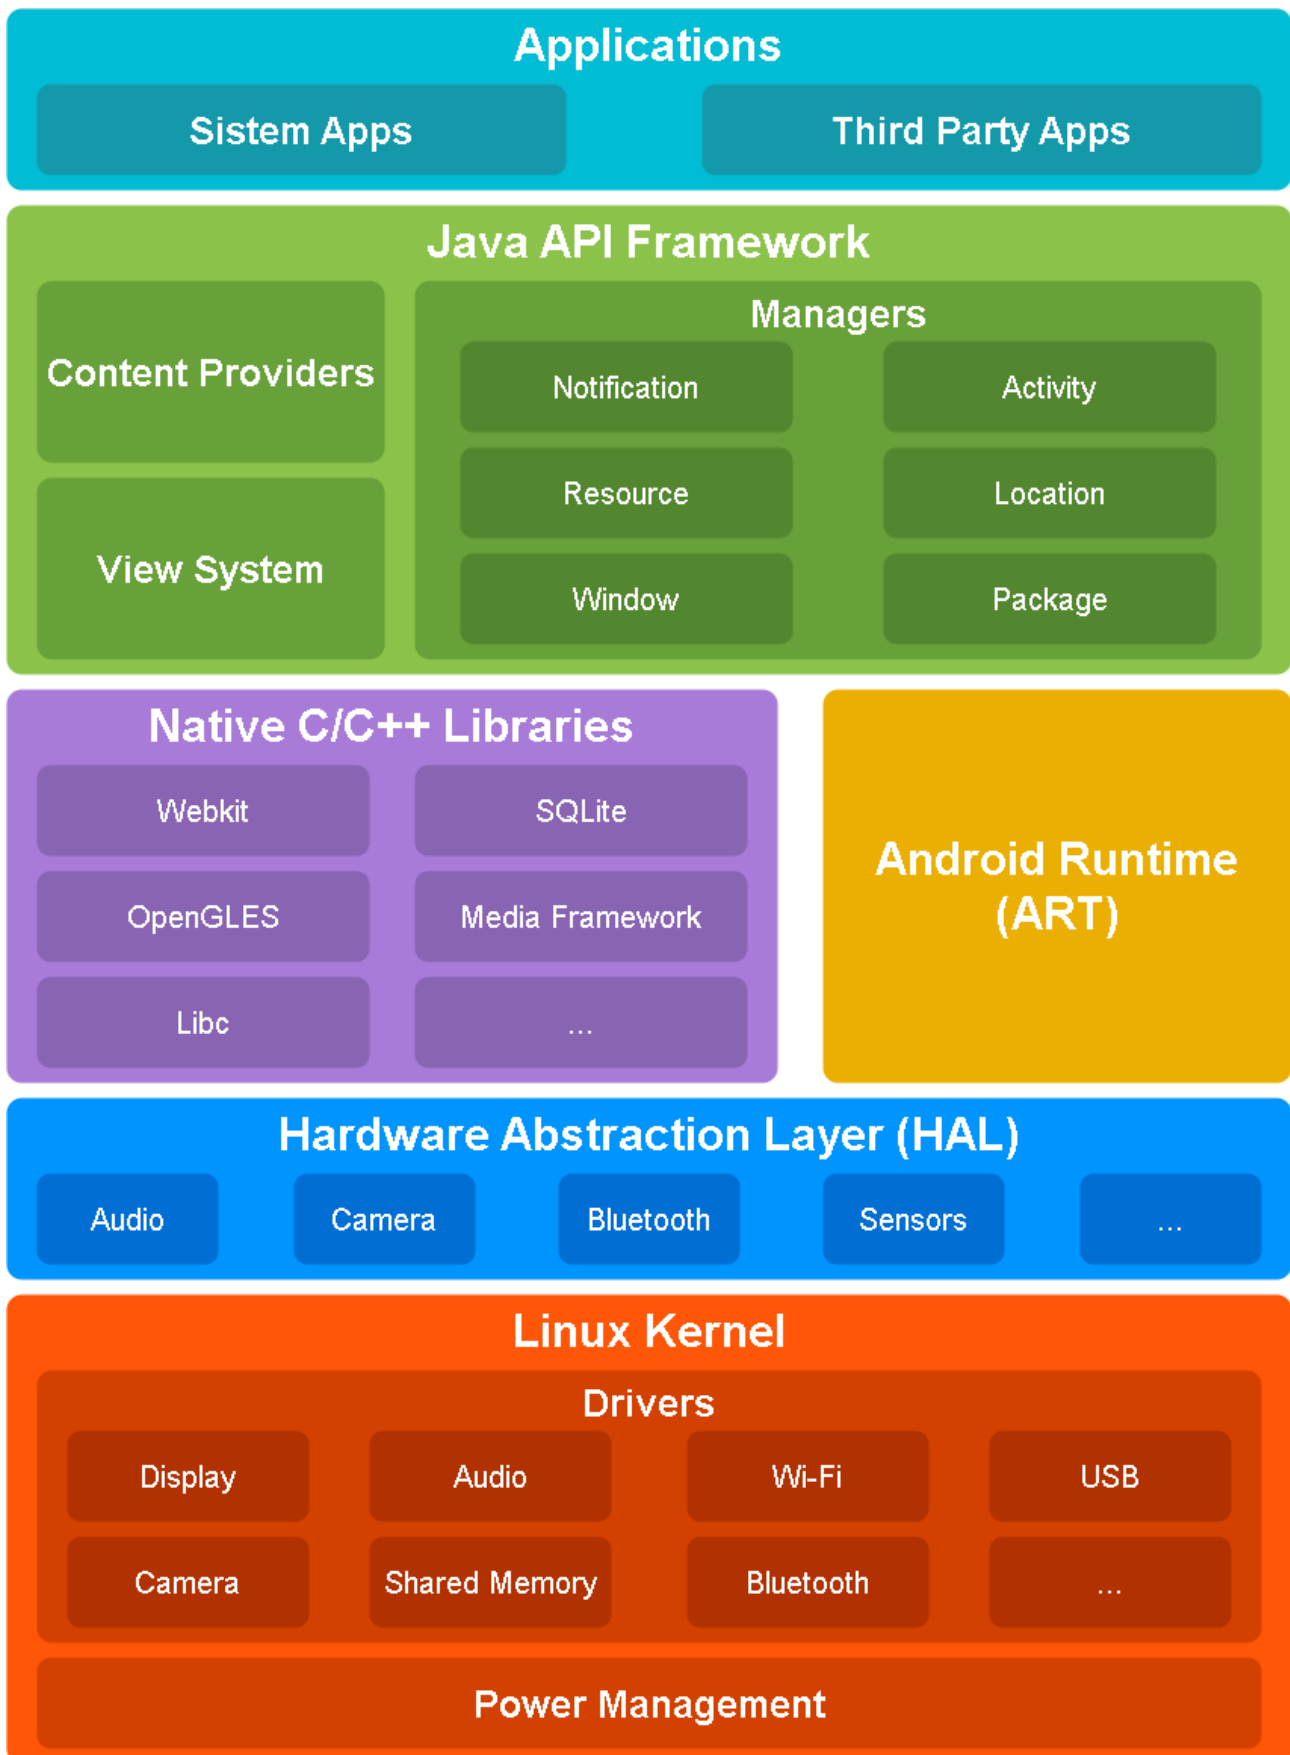 Applications
Sistem Apps
Third Party Apps
Java API Framework
Content Providers
View System
Managers
Notification
Activity
Resource
Location
Window
Package
Native C/C++ Libraries
Webkit
SQLite
OpenGLES
Media Framework
Libc
...
Android Runtime
(ART)
Hardware Abstraction Layer (HAL)
Audio
Camera
Bluetooth
Sensors
...
Linux Kernel
Drivers
Display
Audio
Wi-Fi
USB
Camera
Shared Memory
Bluetooth
...
Power Management